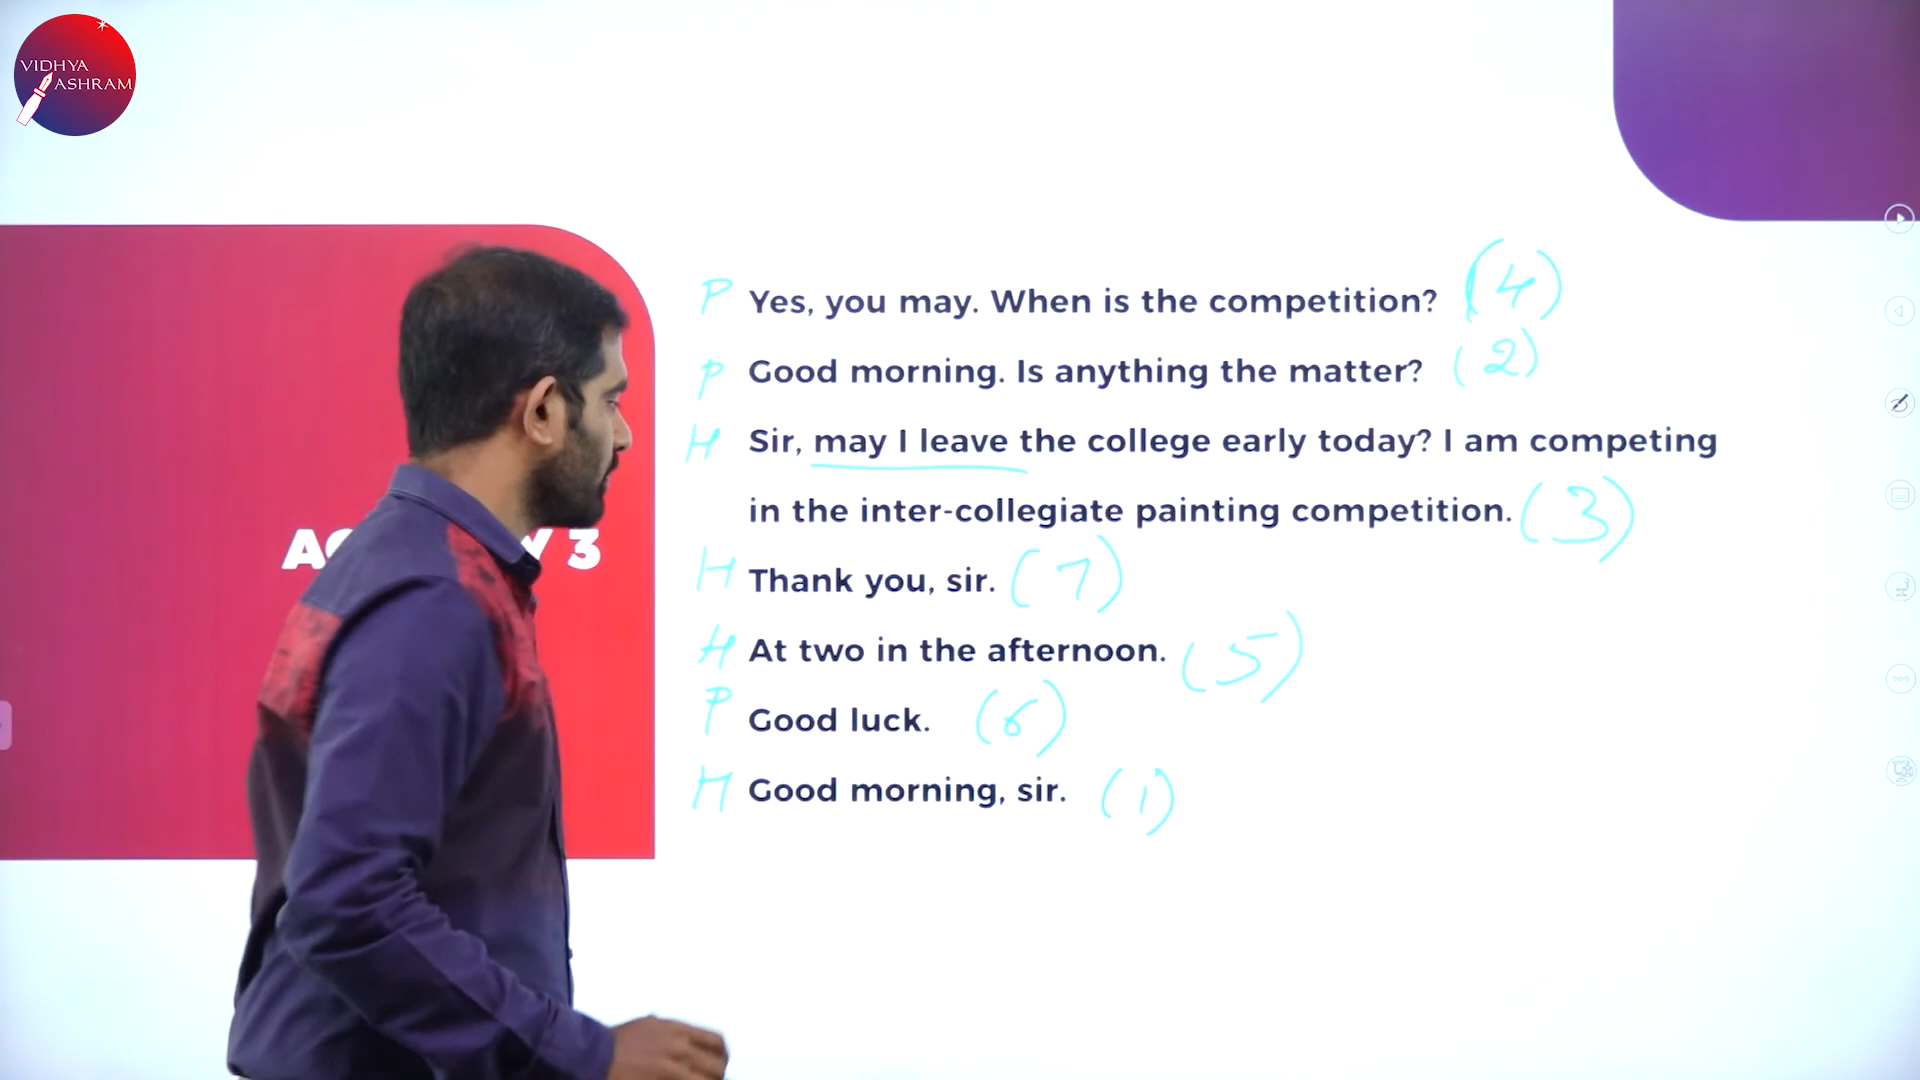 VIDHYA
ASHRAM
P Yes, you may. When is the competition? (4)
P Good morning. Is anything the matter? (2)
H Sir, may I leave the college early today? I am competing
in the inter-collegiate painting competition. (3)
3
H Thank you, sir. (7)
H At two in the afternoon. (5)
P Good luck. (6)
H Good morning, sir. (1)